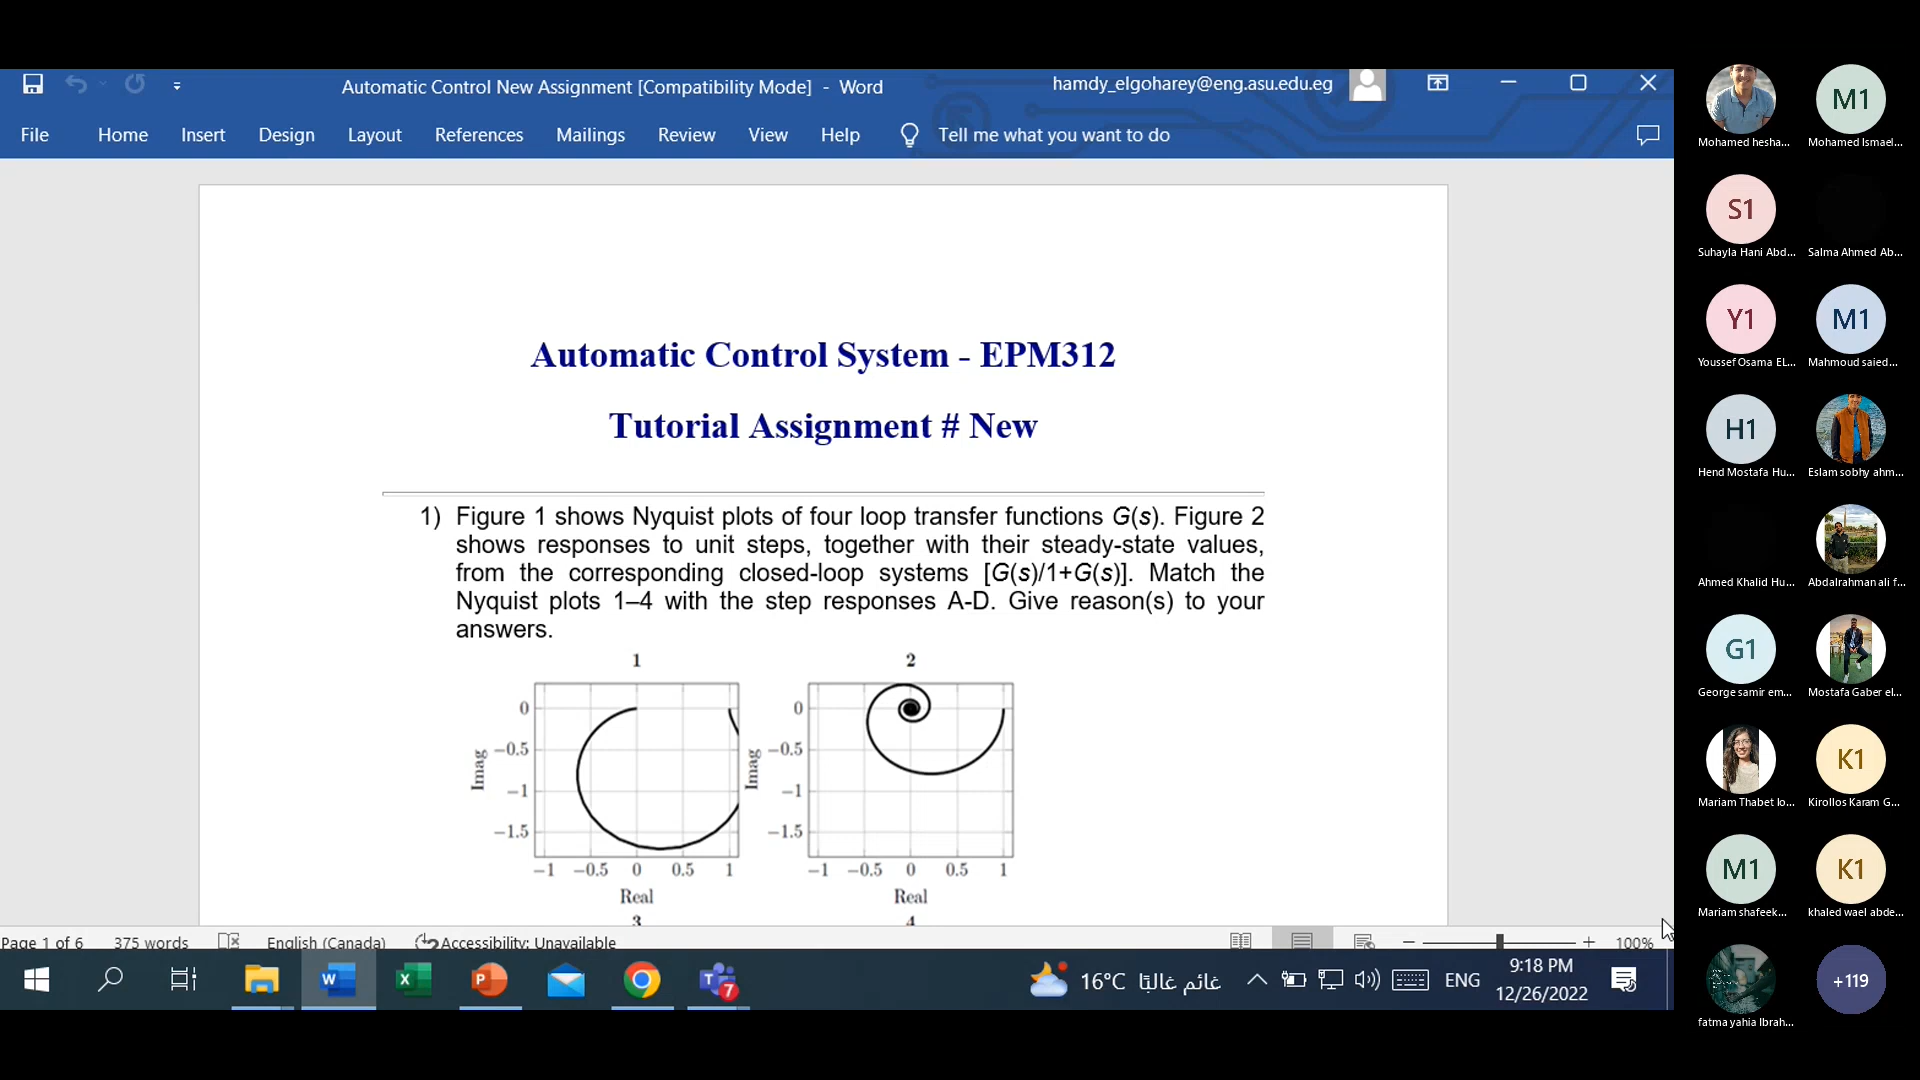 Automatic Control New Assignment [Compatibility Mode] - Word
hamdy_elgoharey@eng.asu.edu.eg
File Home Insert Design Layout References Mailings Review View Help Tell me what you want to do
Automatic Control System - EPM312
Tutorial Assignment # New
1) Figure 1 shows Nyquist plots of four loop transfer functions G(s). Figure 2
shows responses to unit steps, together with their steady-state values,
from the corresponding closed-loop systems [G(s)/1+G(s)]. Match the
Nyquist plots 1–4 with the step responses A-D. Give reason(s) to your
answers.
1
0
−0.5
−1
−1.5
Imag
−1 −0.5 0 0.5 1
Real
3
2
0
−0.5
−1
−1.5
Imag
−1 −0.5 0 0.5 1
Real
4
Page 1 of 6 375 words English (Canada) Accessibility: Unavailable
100%
7
16°C غائم غالبًا
ENG
9:18 PM
12/26/2022
Mohamed hesha...
M1
Mohamed Ismael...
S1
Suhayla Hani Abd...
Salma Ahmed Ab...
Y1
Youssef Osama EL...
M1
Mahmoud saied...
H1
Hend Mostafa Hu...
Eslam sobhy ahm...
Ahmed Khalid Hu...
Abdalrahman ali f...
G1
George samir em...
Mostafa Gaber el...
Mariam Thabet lo...
K1
Kirollos Karam G...
M1
Mariam shafeek...
K1
khaled wael abde...
fatma yahia Ibrah...
+119